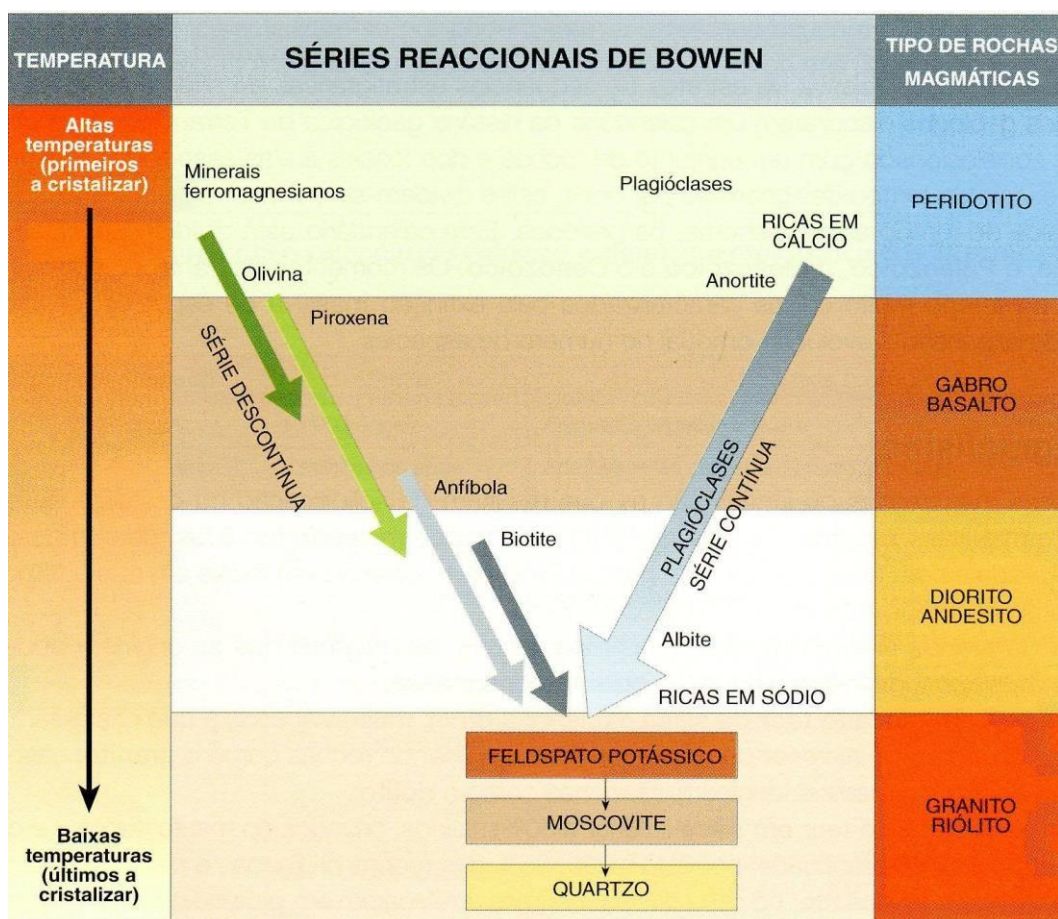 TEMPERATURA
SÉRIES REACCIONAIS DE BOWEN
TIPO DE ROCHAS
MAGMÁTICAS
Altas
temperaturas
(primeiros
a cristalizar)
Minerais
ferromagnesianos
Plagióclases
RICAS EM
CÁLCIO
PERIDOTITO
Olivina
Anortite
Piroxena
SÉRIE DESCONTÍNUA
GABRO
BASALTO
Anfíbola
Biotite
PLAGIÓCLASES
SÉRIE CONTÍNUA
DIORITO
ANDESITO
Albite
RICAS EM SÓDIO
FELDSPATO POTÁSSICO
MOSCOVITE
QUARTZO
GRANITO
RIÓLITO
Baixas
temperaturas
(últimos a
cristalizar)